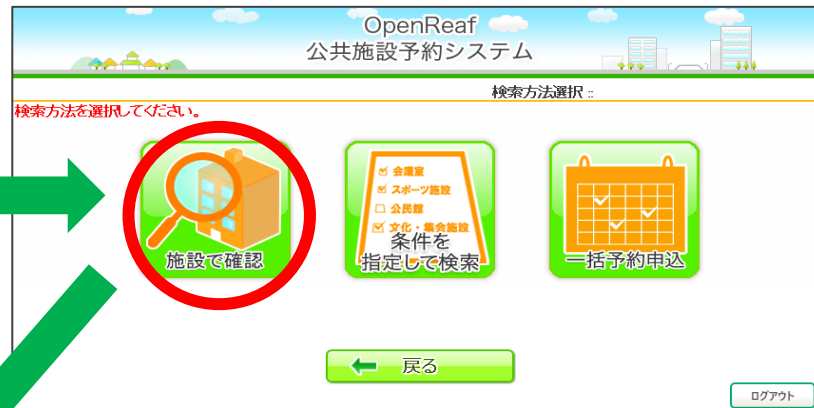 OpenReaf
公共施設予約システム
検索方法選択 ::
検索方法を選択してください。
施設で確認
会議室
スポーツ施設
公民館
文化・集会施設
条件を
指定して検索
一括予約申込
戻る
ログアウト